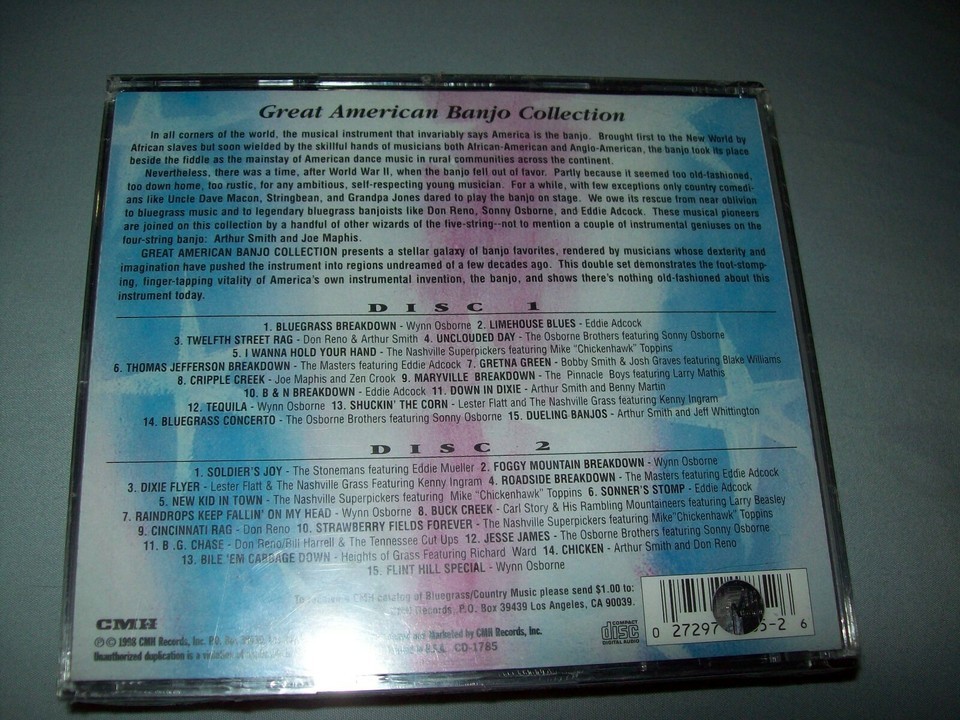 Great American Banjo Collection
In all corners of the world, the musical instrument that invariably says America is the banjo. Brought first to the New World by
African slaves but soon wielded by the skillful hands of musicians both African-American and Anglo-American, the banjo took its place
beside the fiddle as the mainstay of American dance music in rural communities across the continent.
Nevertheless, there was a time, after World War II, when the banjo fell out of favor. Partly because it seemed too old-fashioned,
too down home, too rustic, for any ambitious, self-respecting young musician. For a while, with few exceptions only country comedi-
ans like Uncle Dave Macon, Stringbean, and Grandpa Jones dared to play the banjo on stage. We owe its rescue from near oblivion
to bluegrass music and to legendary bluegrass banjoists like Don Reno, Sonny Osborne, and Eddie Adcock. These musical pioneers
are joined on this collection by a handful of other wizards of the five-string--not to mention a couple of instrumental geniuses on the
four-string banjo: Arthur Smith and Joe Maphis.
GREAT AMERICAN BANJO COLLECTION presents a stellar galaxy of banjo favorites, rendered by musicians whose dexterity and
imagination have pushed the instrument into regions undreamed of a few decades ago. This double set demonstrates the foot-stomp-
ing, finger-tapping vitality of America's own instrumental invention, the banjo, and shows there's nothing old-fashioned about this
instrument today.
DISC 1
1. BLUEGRASS BREAKDOWN - Wynn Osborne 2. LIMEHOUSE BLUES - Eddie Adcock
3. TWELFTH STREET RAG - Don Reno & Arthur Smith 4. UNCLOUDED DAY - The Osborne Brothers featuring Sonny Osborne
5. I WANNA HOLD YOUR HAND - The Nashville Superpickers featuring Mike "Chickenhawk" Toppins
6. THOMAS JEFFERSON BREAKDOWN - The Masters featuring Eddie Adcock 7. GRETNA GREEN - Bobby Smith & Josh Graves featuring Blake Williams
8. CRIPPLE CREEK - Joe Maphis and Zen Crook 9. MARYVILLE BREAKDOWN - The Pinnacle Boys featuring Larry Mathis
10. B & N BREAKDOWN - Eddie Adcock 11. DOWN IN DIXIE - Arthur Smith and Benny Martin
12. TEQUILA - Wynn Osborne 13. SHUCKIN' THE CORN - Lester Flatt and The Nashville Grass featuring Kenny Ingram
14. BLUEGRASS CONCERTO - The Osborne Brothers featuring Sonny Osborne 15. DUELING BANJOS - Arthur Smith and Jeff Whittington
DISC 2
1. SOLDIER'S JOY - The Stonemans featuring Eddie Mueller 2. FOGGY MOUNTAIN BREAKDOWN - Wynn Osborne
3. DIXIE FLYER - Lester Flatt & The Nashville Grass Featuring Kenny Ingram 4. ROADSIDE BREAKDOWN - The Masters featuring Eddie Adcock
5. NEW KID IN TOWN - The Nashville Superpickers featuring Mike "Chickenhawk" Toppins 6. SONNER'S STOMP - Eddie Adcock
7. RAINDROPS KEEP FALLIN' ON MY HEAD - Wynn Osborne 8. BUCK CREEK - Carl Story & His Rambling Mountaineers featuring Larry Beasley
9. CINCINNATI RAG - Don Reno 10. STRAWBERRY FIELDS FOREVER - The Nashville Superpickers featuring Mike"Chickenhawk" Toppins
11. B .G. CHASE - Don Reno/Bill Harrell & The Tennessee Cut Ups 12. JESSE JAMES - The Osborne Brothers featuring Sonny Osborne
13. BILE 'EM CABBAGE DOWN - Heights of Grass Featuring Richard Ward 14. CHICKEN - Arthur Smith and Don Reno
15. FLINT HILL SPECIAL - Wynn Osborne
To CMH catalog of Bluegrass/Country Music please send $1.00 to:
Records, P.O. Box 39439 Los Angeles, CA 90039.
CMH
℗ © 1998 CMH Records, Inc. P.O. Box Marketed by CMH Records, Inc.
Unauthorized duplication is a CD-1785
COMPACT disc DIGITAL AUDIO
0 27297 5-2 6